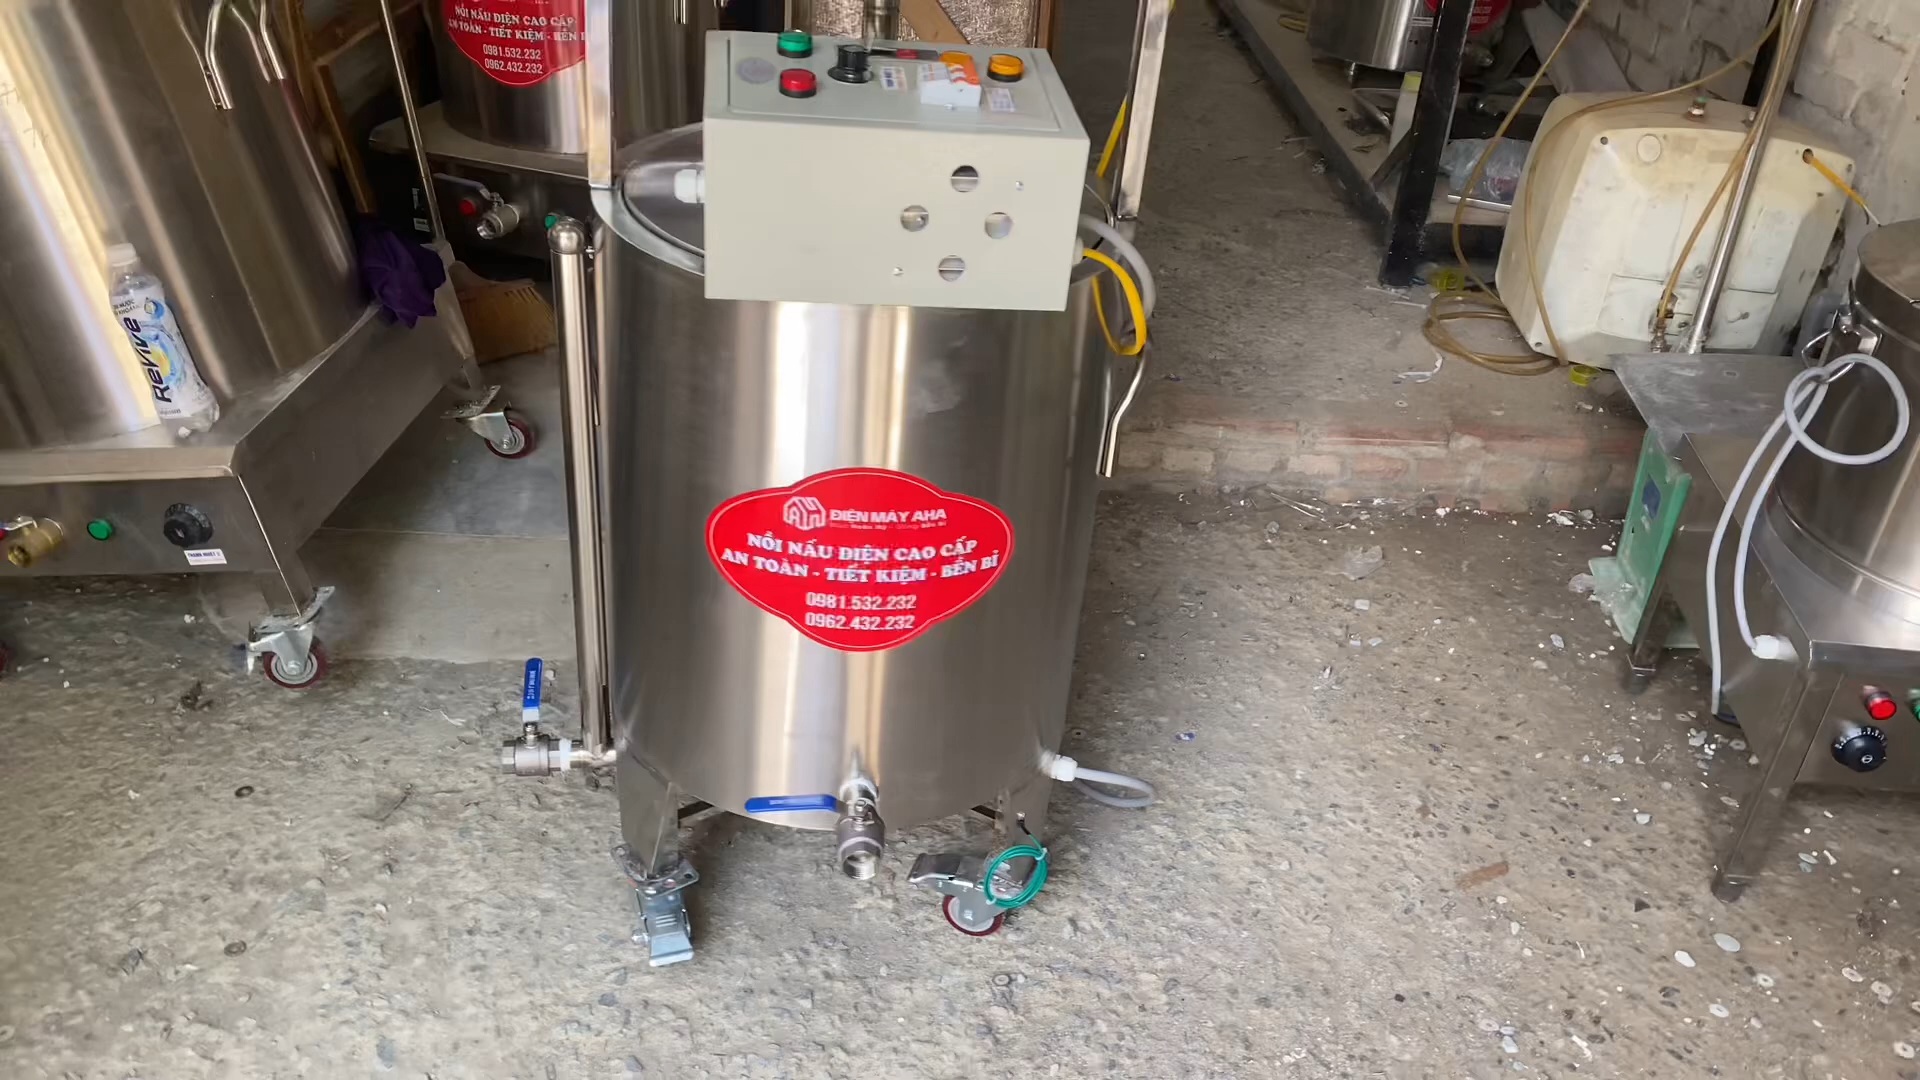 NỒI NẤU ĐIỆN CAO CẤP
AN TOÀN - TIẾT KIỆM - BỀN BỈ
0981.532.232
0962.432.232
Revive
ĐIỆN MÁY AHA
NỒI NẤU ĐIỆN CAO CẤP
AN TOÀN - TIẾT KIỆM - BỀN BỈ
0981.532.232
0962.432.232